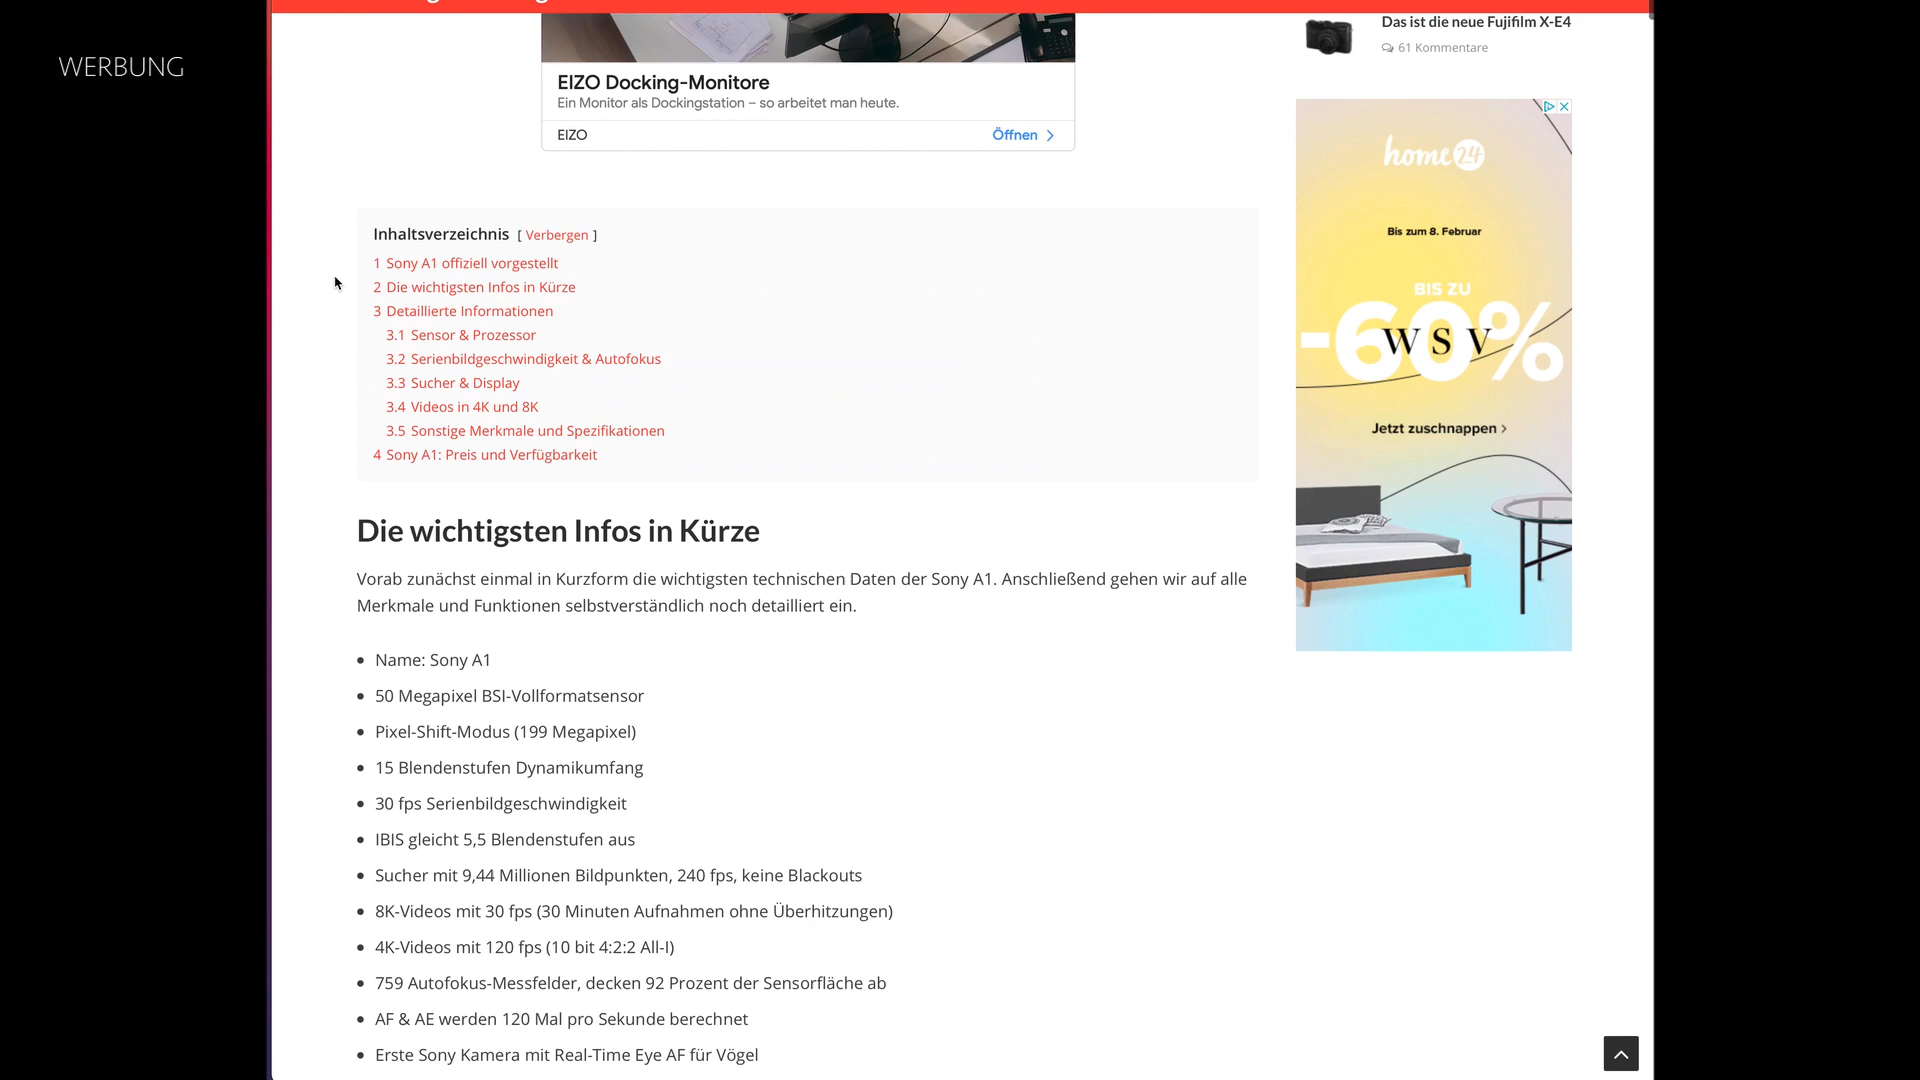 WERBUNG
EIZO Docking-Monitore
Ein Monitor als Dockingstation – so arbeitet man heute.
EIZO
Öffnen
Inhaltsverzeichnis [ Verbergen ]
1 Sony A1 offiziell vorgestellt
2 Die wichtigsten Infos in Kürze
3 Detaillierte Informationen
3.1 Sensor & Prozessor
3.2 Serienbildgeschwindigkeit & Autofokus
3.3 Sucher & Display
3.4 Videos in 4K und 8K
3.5 Sonstige Merkmale und Spezifikationen
4 Sony A1: Preis und Verfügbarkeit
Die wichtigsten Infos in Kürze
Vorab zunächst einmal in Kurzform die wichtigsten technischen Daten der Sony A1. Anschließend gehen wir auf alle
Merkmale und Funktionen selbstverständlich noch detailliert ein.
• Name: Sony A1
• 50 Megapixel BSI-Vollformatsensor
• Pixel-Shift-Modus (199 Megapixel)
• 15 Blendenstufen Dynamikumfang
• 30 fps Serienbildgeschwindigkeit
• IBIS gleicht 5,5 Blendenstufen aus
• Sucher mit 9,44 Millionen Bildpunkten, 240 fps, keine Blackouts
• 8K-Videos mit 30 fps (30 Minuten Aufnahmen ohne Überhitzungen)
• 4K-Videos mit 120 fps (10 bit 4:2:2 All-I)
• 759 Autofokus-Messfelder, decken 92 Prozent der Sensorfläche ab
• AF & AE werden 120 Mal pro Sekunde berechnet
• Erste Sony Kamera mit Real-Time Eye AF für Vögel
Das ist die neue Fujifilm X-E4
61 Kommentare
home24
Bis zum 8. Februar
BIS ZU
-60%
WSV
Jetzt zuschnappen >